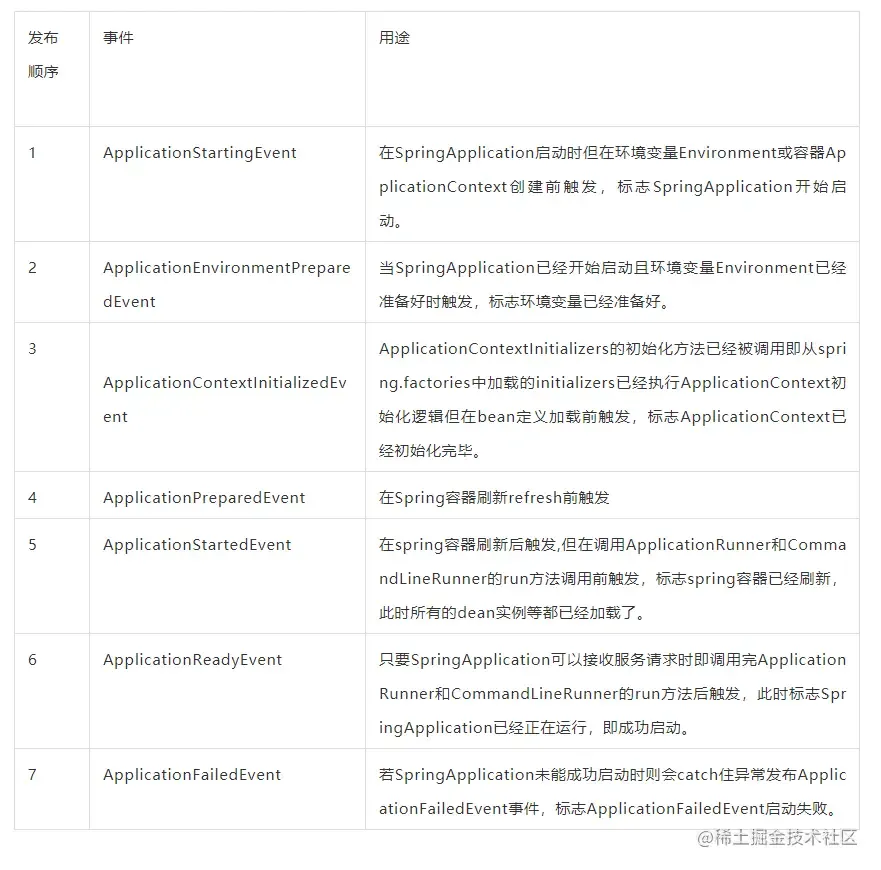 发布
顺序
事件
用途
1
ApplicationStartingEvent
在SpringApplication启动时但在环境变量Environment或容器Ap
plicationContext创建前触发，标志SpringApplication开始启
动。
2
ApplicationEnvironmentPrepare
dEvent
当SpringApplication已经开始启动且环境变量Environment已经
准备好时触发，标志环境变量已经准备好。
3
ApplicationContextInitializedEv
ent
ApplicationContextInitializers的初始化方法已经被调用即从spri
ng.factories中加载的initializers已经执行ApplicationContext初
始化逻辑但在bean定义加载前触发，标志ApplicationContext已
经初始化完毕。
4
ApplicationPreparedEvent
在Spring容器刷新refresh前触发
5
ApplicationStartedEvent
在spring容器刷新后触发,但在调用ApplicationRunner和Comma
ndLineRunner的run方法调用前触发，标志spring容器已经刷新，
此时所有的dean实例等都已经加载了。
6
ApplicationReadyEvent
只要SpringApplication可以接收服务请求时即调用完Application
Runner和CommandLineRunner的run方法后触发，此时标志Spr
ingApplication已经正在运行，即成功启动。
7
ApplicationFailedEvent
若SpringApplication未能成功启动时则会catch住异常发布Applic
ationFailedEvent事件，标志ApplicationFailedEvent启动失败。
@稀土掘金技术社区